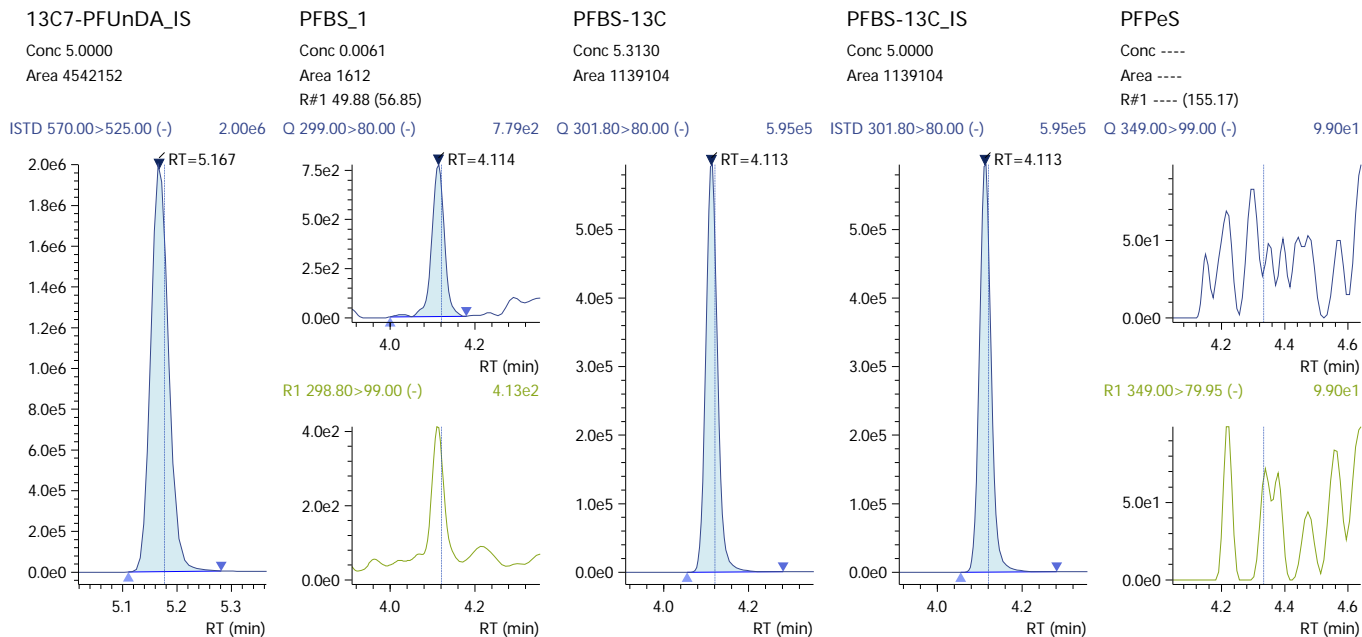 13C7-PFUnDA_IS
Conc 5.0000
Area 4542152
ISTD 570.00>525.00 (-) 2.00e6
RT=5.167
2.0e6
1.8e6
1.6e6
1.4e6
1.2e6
1.0e6
8.0e5
6.0e5
4.0e5
2.0e5
0.0e0
5.1 5.2 5.3
RT (min)
PFBS_1
Conc 0.0061
Area 1612
R#1 49.88 (56.85)
Q 299.00>80.00 (-) 7.79e2
RT=4.114
7.5e2
5.0e2
2.5e2
0.0e0
4.0 4.2
RT (min)
R1 298.80>99.00 (-) 4.13e2
4.0e2
2.0e2
0.0e0
4.0 4.2
RT (min)
PFBS-13C
Conc 5.3130
Area 1139104
Q 301.80>80.00 (-) 5.95e5
RT=4.113
5.0e5
4.0e5
3.0e5
2.0e5
1.0e5
0.0e0
4.0 4.2
RT (min)
PFBS-13C_IS
Conc 5.0000
Area 1139104
ISTD 301.80>80.00 (-) 5.95e5
RT=4.113
5.0e5
4.0e5
3.0e5
2.0e5
1.0e5
0.0e0
4.0 4.2
RT (min)
PFPeS
Conc ----
Area ----
R#1 ---- (155.17)
Q 349.00>99.00 (-) 9.90e1
5.0e1
0.0e0
4.2 4.4 4.6
RT (min)
R1 349.00>79.95 (-) 9.90e1
5.0e1
0.0e0
4.2 4.4 4.6
RT (min)